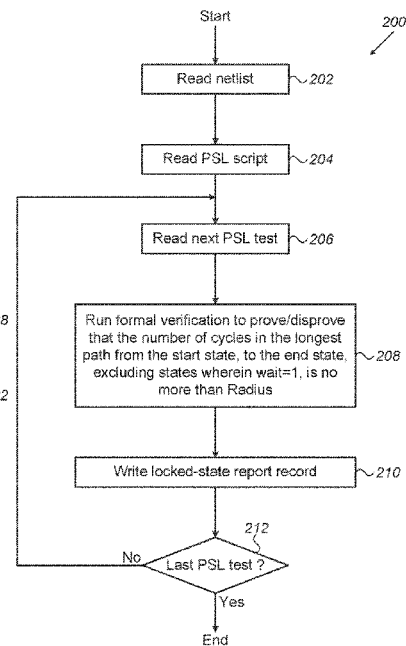 Start
200
Read netlist
202
Read PSL script
204
Read next PSL test
206
Run formal verification to prove/disprove
that the number of cycles in the longest
path from the start state, to the end state,
excluding states wherein wait=1, is no
more than Radius
208
Write locked-state report record
210
212
No
Last PSL test ?
Yes
End